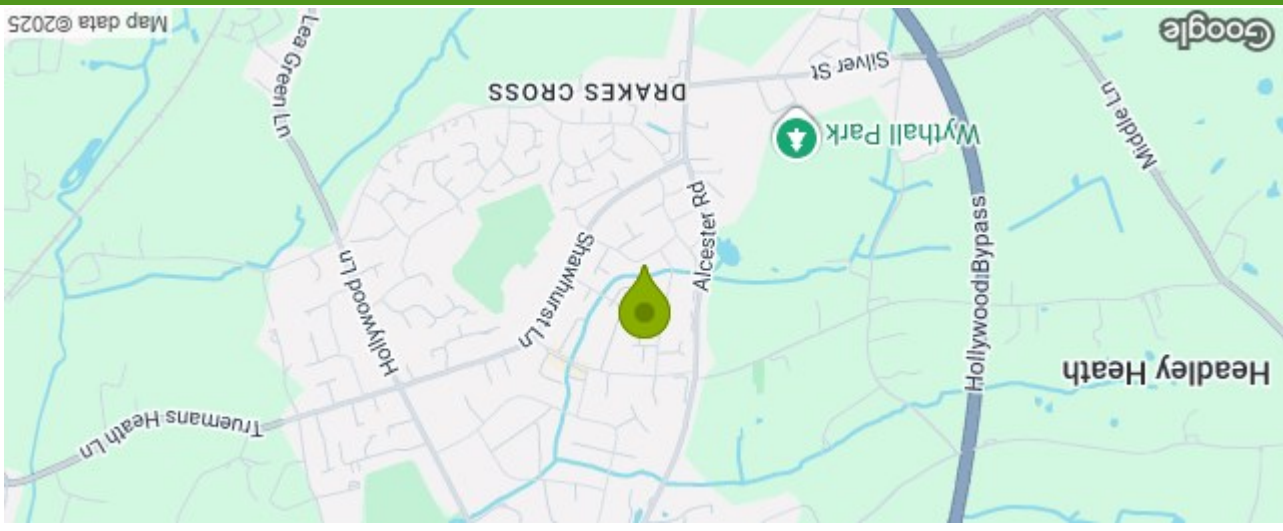 Headley Heath
Hollywood Bypass
Truemans Heath Ln
Hollywood Ln
Shawhurst Ln
Alcester Rd
Wythall Park
Middle Ln
DRAKES CROSS
Silver St
Lea Green Ln
Google
Map data ©2025